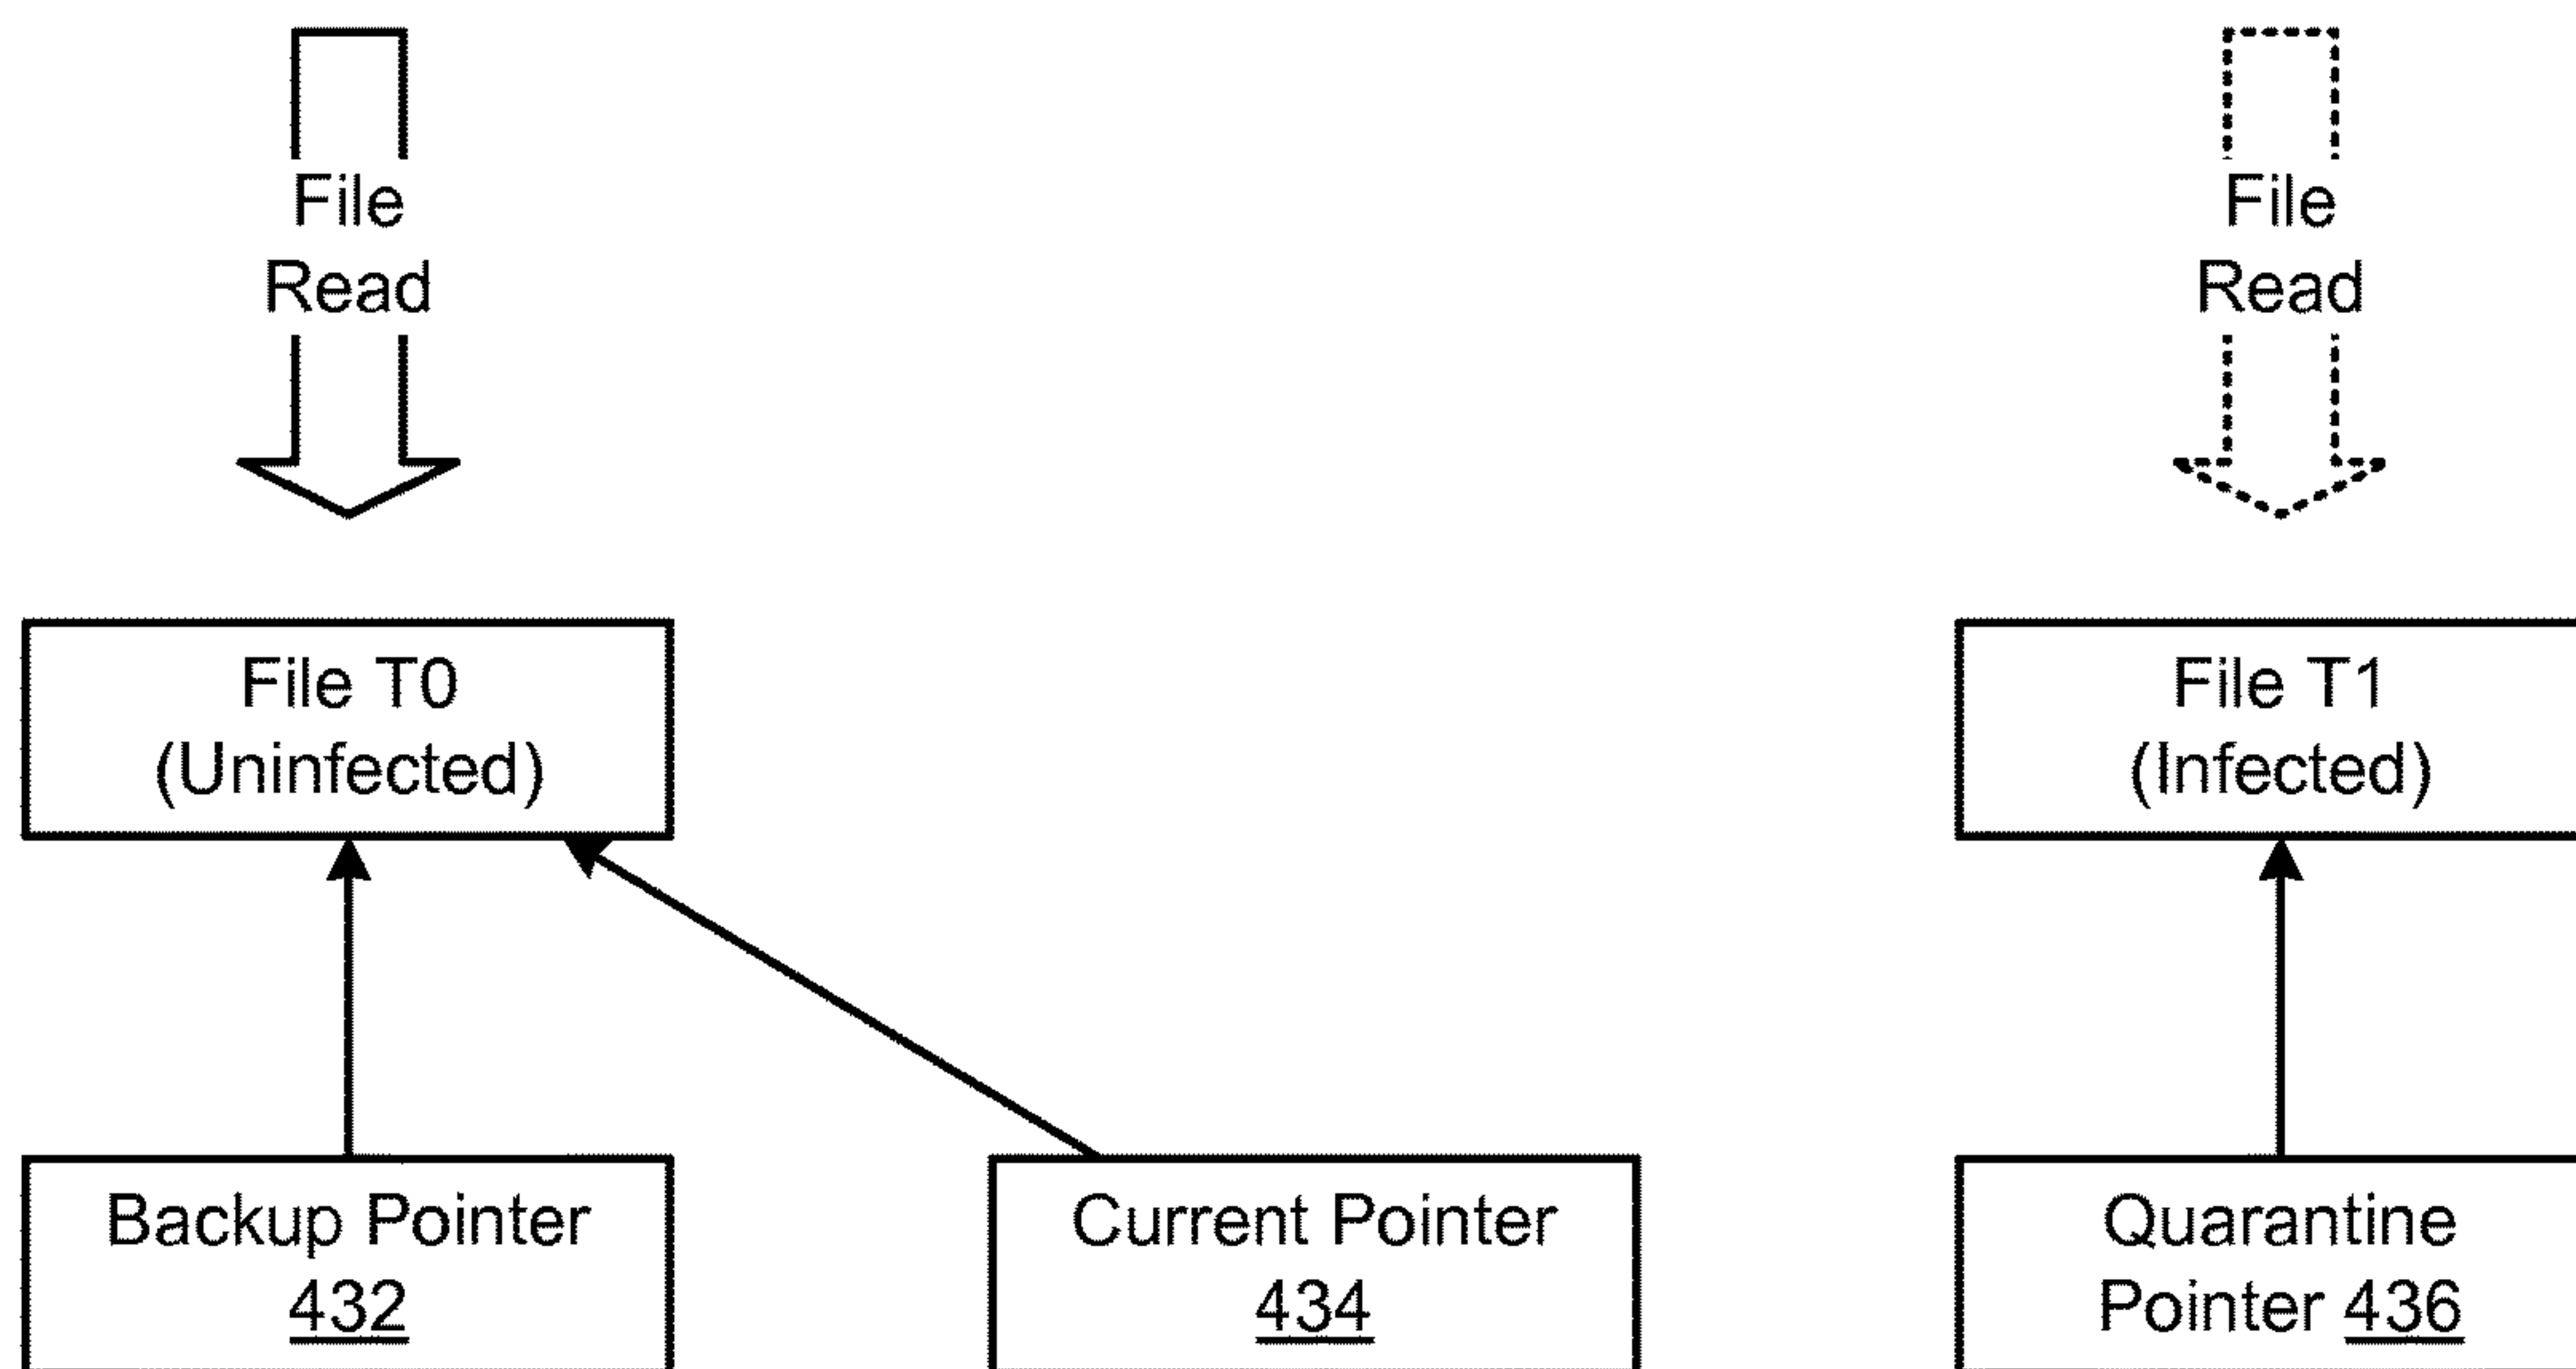 File
Read
File
Read
File T0
(Uninfected)
File T1
(Infected)
Backup Pointer
432
Current Pointer
434
Quarantine
Pointer 436